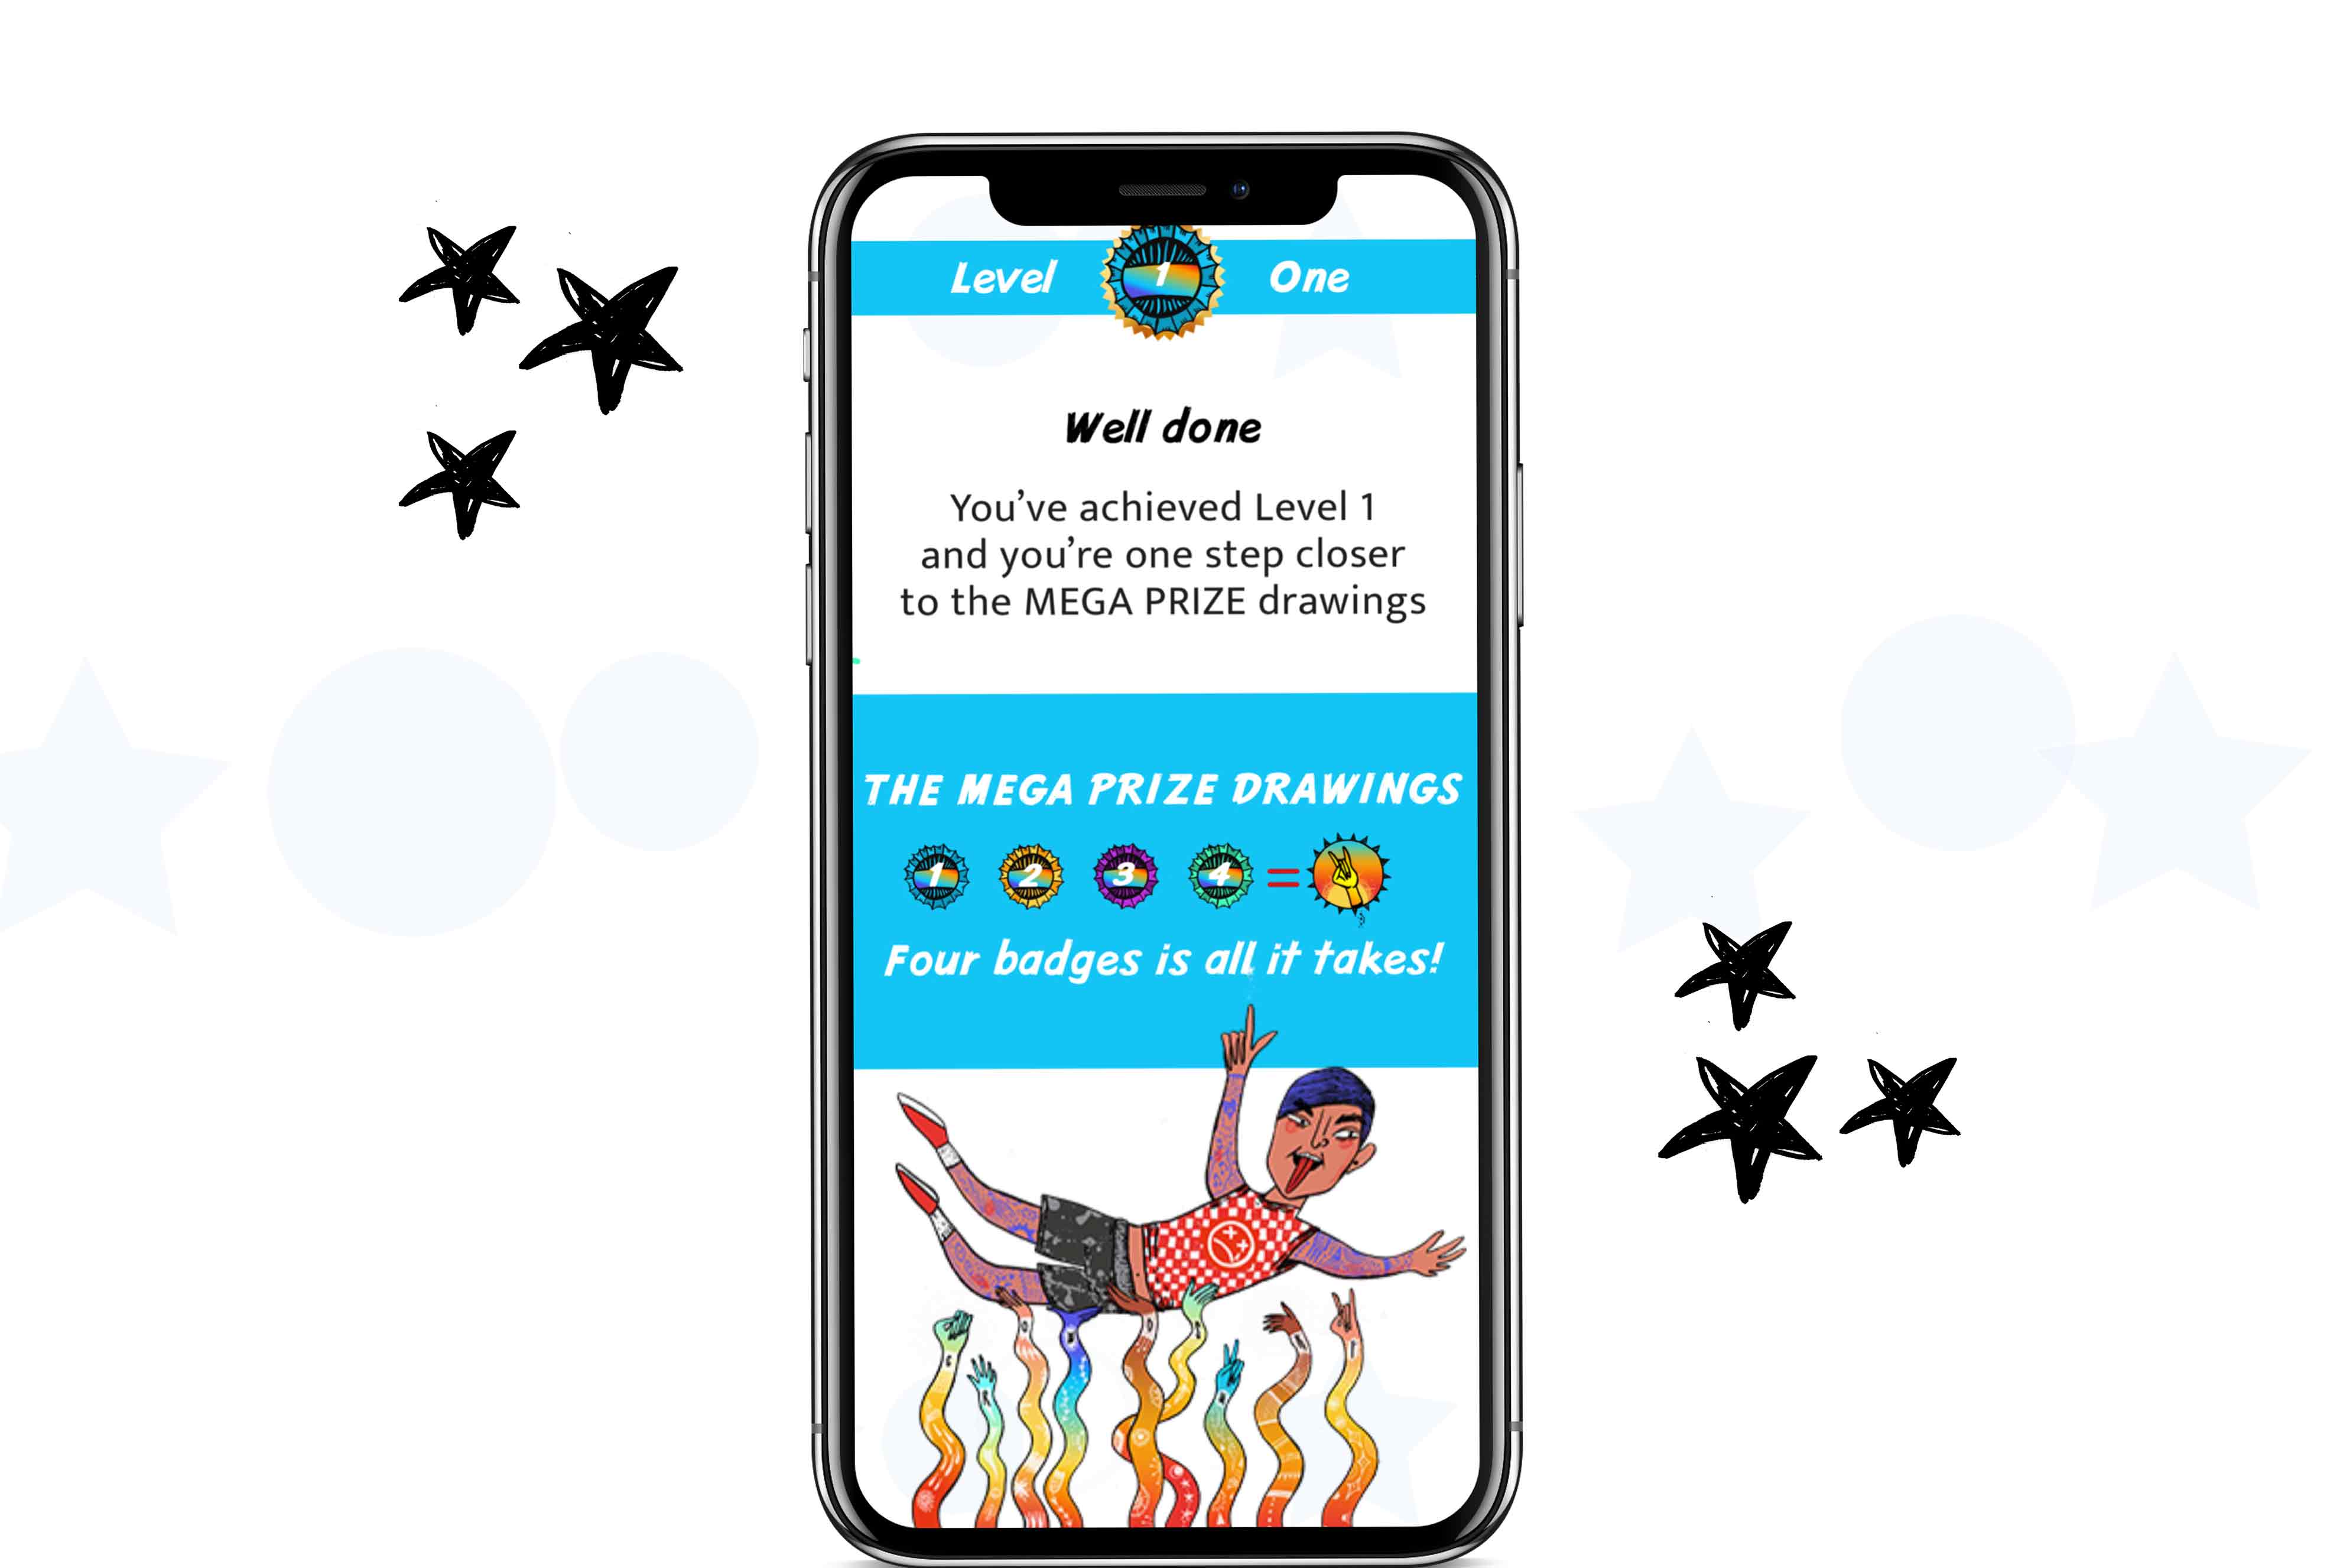 Level 1 One
Well done
You've achieved Level 1
and you're one step closer
to the MEGA PRIZE drawings
THE MEGA PRIZE DRAWINGS
1 2 3 4 =
Four badges is all it takes!